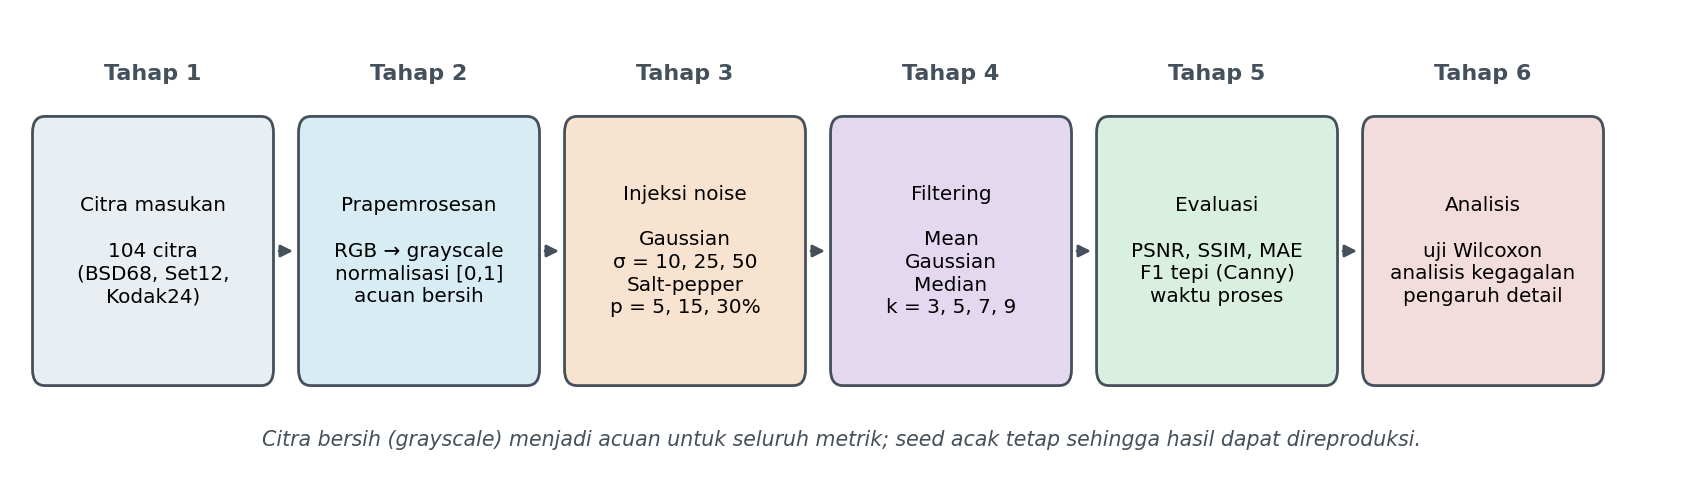 Tahap 1
Citra masukan
104 citra
(BSD68, Set12,
Kodak24)
Tahap 2
Prapemrosesan
RGB → grayscale
normalisasi [0,1]
acuan bersih
Tahap 3
Injeksi noise
Gaussian
σ = 10, 25, 50
Salt-pepper
p = 5, 15, 30%
Tahap 4
Filtering
Mean
Gaussian
Median
k = 3, 5, 7, 9
Tahap 5
Evaluasi
PSNR, SSIM, MAE
F1 tepi (Canny)
waktu proses
Tahap 6
Analisis
uji Wilcoxon
analisis kegagalan
pengaruh detail
Citra bersih (grayscale) menjadi acuan untuk seluruh metrik; seed acak tetap sehingga hasil dapat direproduksi.